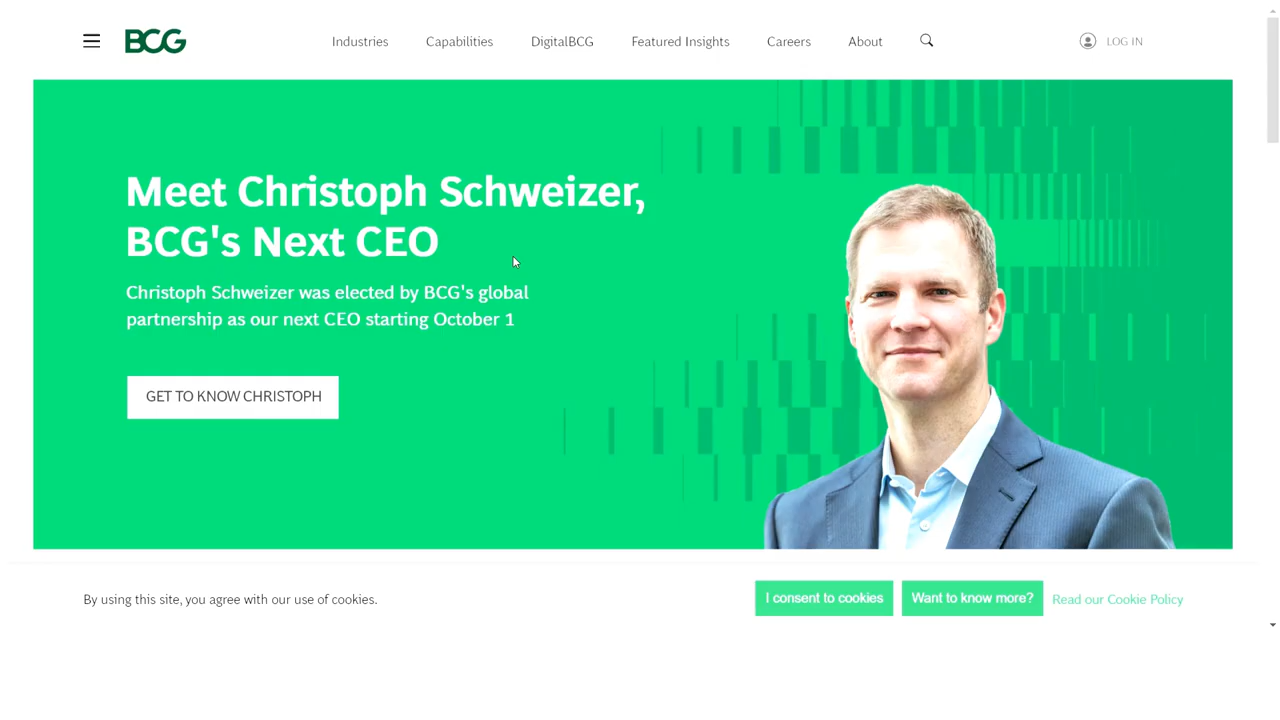 BCG
Industries
Capabilities
DigitalBCG
Featured Insights
Careers
About
LOG IN
Meet Christoph Schweizer,
BCG's Next CEO
Christoph Schweizer was elected by BCG's global
partnership as our next CEO starting October 1
GET TO KNOW CHRISTOPH
By using this site, you agree with our use of cookies.
I consent to cookies
Want to know more?
Read our Cookie Policy